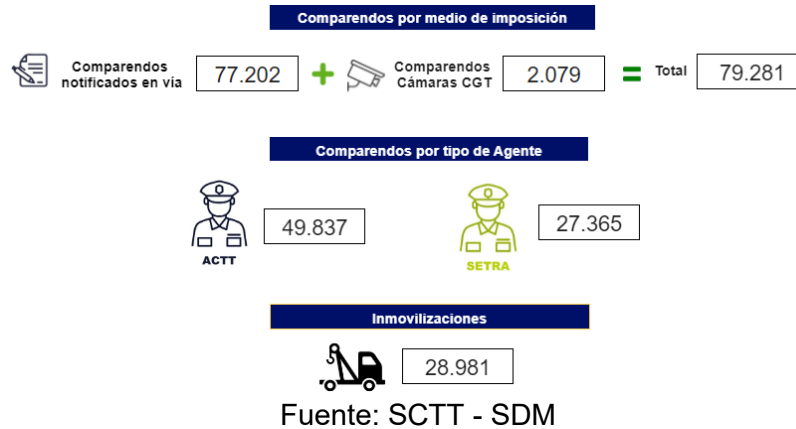 Comparendos por medio de imposición
Comparendos
notificados en vía
77.202
+
Comparendos
Cámaras CGT
2.079
=
Total
79.281
Comparendos por tipo de Agente
ACTT
49.837
SETRA
27.365
Inmovilizaciones
28.981
Fuente: SCTT - SDM